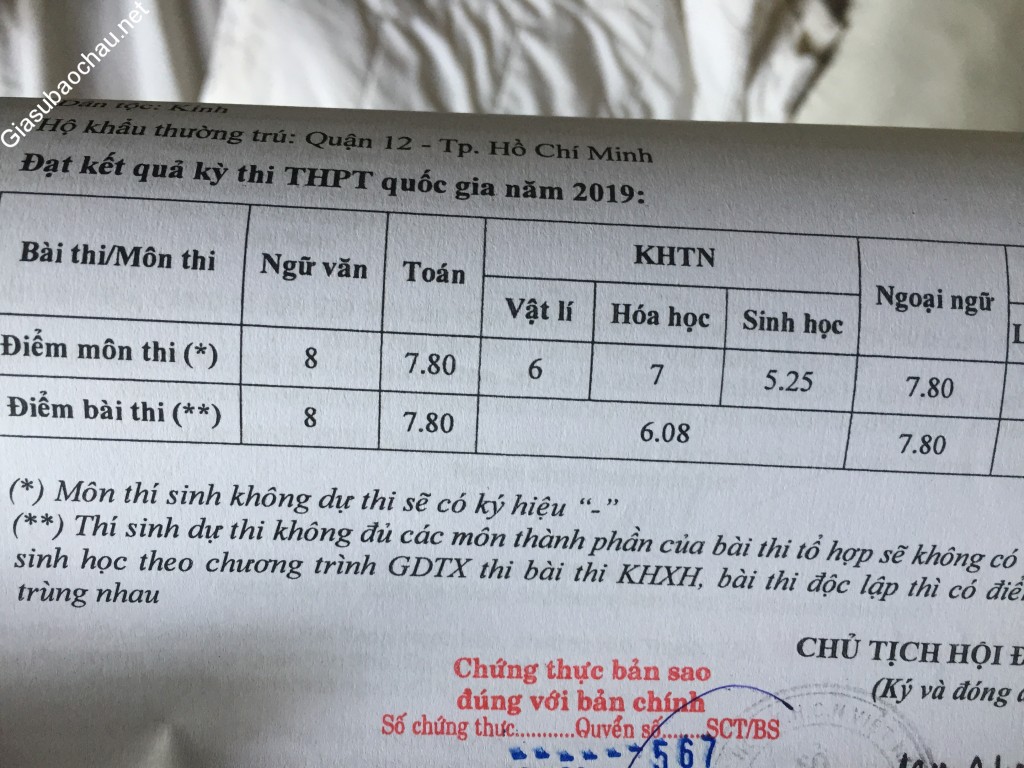 Giasubaochau.net
Dân tộc: Kinh
Hộ khẩu thường trú: Quận 12 - Tp. Hồ Chí Minh
Đạt kết quả kỳ thi THPT quốc gia năm 2019:
Bài thi/Môn thi Ngữ văn Toán KHTN Ngoại ngữ
Vật lí Hóa học Sinh học
Điểm môn thi (*) 8 7.80 6 7 5.25 7.80
Điểm bài thi (**) 8 7.80 6.08 7.80
(*) Môn thí sinh không dự thi sẽ có ký hiệu “-”
(**) Thí sinh dự thi không đủ các môn thành phần của bài thi tổ hợp sẽ không có
sinh học theo chương trình GDTX thi bài thi KHXH, bài thi độc lập thì có điể
trùng nhau
CHỦ TỊCH HỘI Đ
(Ký và đóng
Chứng thực bản sao
đúng với bản chính
Số chứng thực...........Quyển số........SCT/BS
567